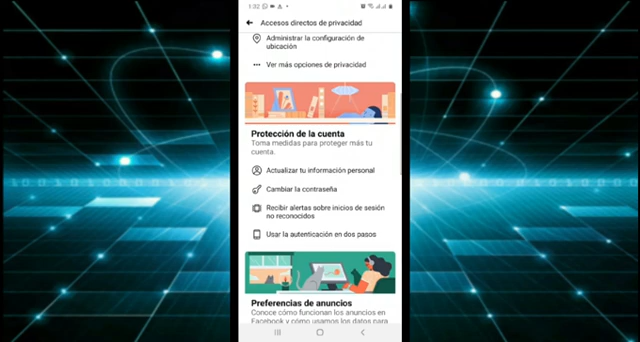 1:32
Accesos directos de privacidad
Administrar la configuración de
ubicación
Ver más opciones de privacidad
Protección de la cuenta
Toma medidas para proteger más tu
cuenta.
Actualizar tu información personal
Cambiar la contraseña
Recibir alertas sobre inicios de sesión
no reconocidos
Usar la autenticación en dos pasos
Preferencias de anuncios
Conoce cómo funcionan los anuncios en
Facebook y cómo usamos los datos para